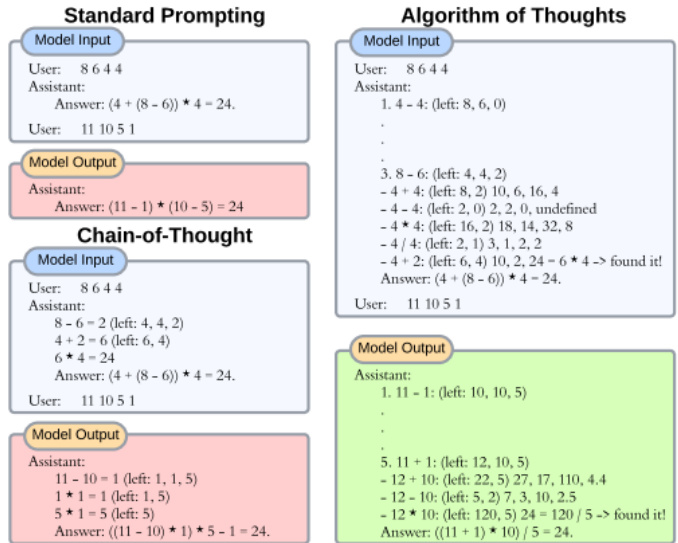 Standard Prompting
Model Input
User: 8 6 4 4
Assistant:
Answer: (4 + (8 – 6)) * 4 = 24.
User: 11 10 5 1
Model Output
Assistant:
Answer: (11 – 1) * (10 – 5) = 24
Chain-of-Thought
Model Input
User: 8 6 4 4
Assistant:
8 – 6 = 2 (left: 4, 4, 2)
4 + 2 = 6 (left: 6, 4)
6 * 4 = 24
Answer: (4 + (8 – 6)) * 4 = 24.
User: 11 10 5 1
Model Output
Assistant:
11 – 10 = 1 (left: 1, 1, 5)
1 * 1 = 1 (left: 1, 5)
5 * 1 = 5 (left: 5)
Answer: ((11 – 10) * 1) * 5 – 1 = 24.
Algorithm of Thoughts
Model Input
User: 8 6 4 4
Assistant:
1. 4 – 4: (left: 8, 6, 0)
.
.
.
3. 8 – 6: (left: 4, 4, 2)
– 4 + 4: (left: 8, 2) 10, 6, 16, 4
– 4 – 4: (left: 2, 0) 2, 2, 0, undefined
– 4 * 4: (left: 16, 2) 18, 14, 32, 8
– 4 / 4: (left: 2, 1) 3, 1, 2, 2
– 4 + 2: (left: 6, 4) 10, 2, 24 = 6 * 4 -> found it!
Answer: (4 + (8 – 6)) * 4 = 24.
User: 11 10 5 1
Model Output
Assistant:
1. 11 – 1: (left: 10, 10, 5)
.
.
.
5. 11 + 1: (left: 12, 10, 5)
– 12 + 10: (left: 22, 5) 27, 17, 110, 4.4
– 12 – 10: (left: 5, 2) 7, 3, 10, 2.5
– 12 * 10: (left: 120, 5) 24 = 120 / 5 -> found it!
Answer: ((11 + 1) * 10) / 5 = 24.